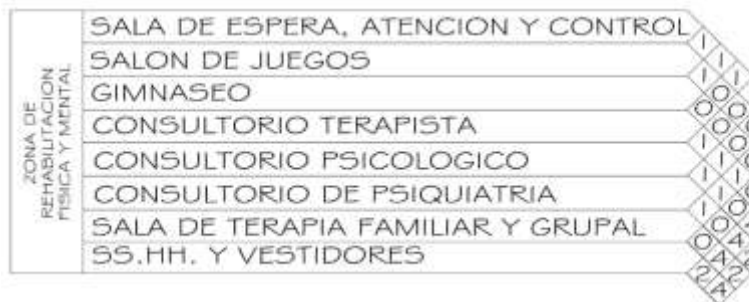 ZONA DE
REHABILITACION
FISICA Y MENTAL
SALA DE ESPERA, ATENCION Y CONTROL
SALON DE JUEGOS
GIMNASEO
CONSULTORIO TERAPISTA
CONSULTORIO PSICOLOGICO
CONSULTORIO DE PSIQUIATRIA
SALA DE TERAPIA FAMILIAR Y GRUPAL
SS.HH. Y VESTIDORES